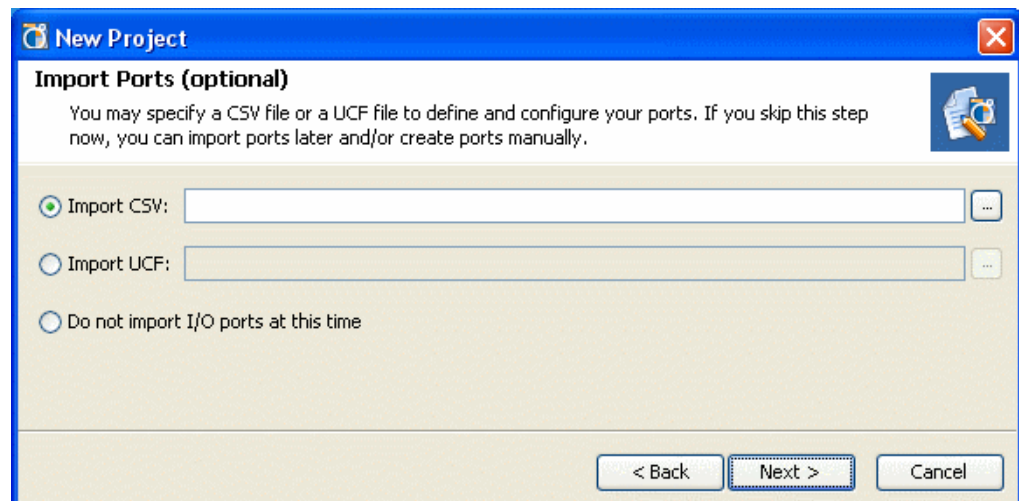 New Project
Import Ports (optional)
You may specify a CSV file or a UCF file to define and configure your ports. If you skip this step
now, you can import ports later and/or create ports manually.
Import CSV:
...
Import UCF:
...
Do not import I/O ports at this time
< Back
Next >
Cancel